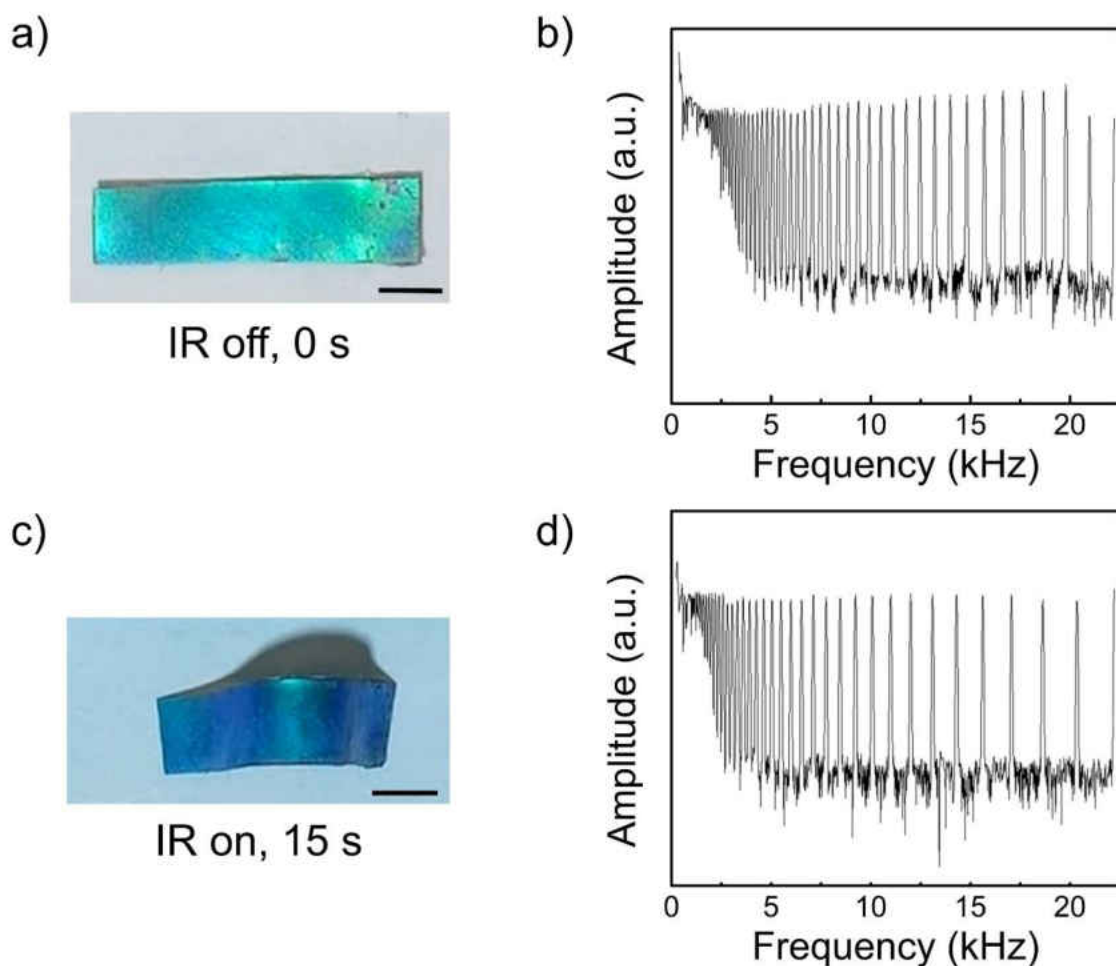 a)
IR off, 0 s
b)
Amplitude (a.u.)
0 5 10 15 20
Frequency (kHz)
c)
IR on, 15 s
d)
Amplitude (a.u.)
0 5 10 15 20
Frequency (kHz)